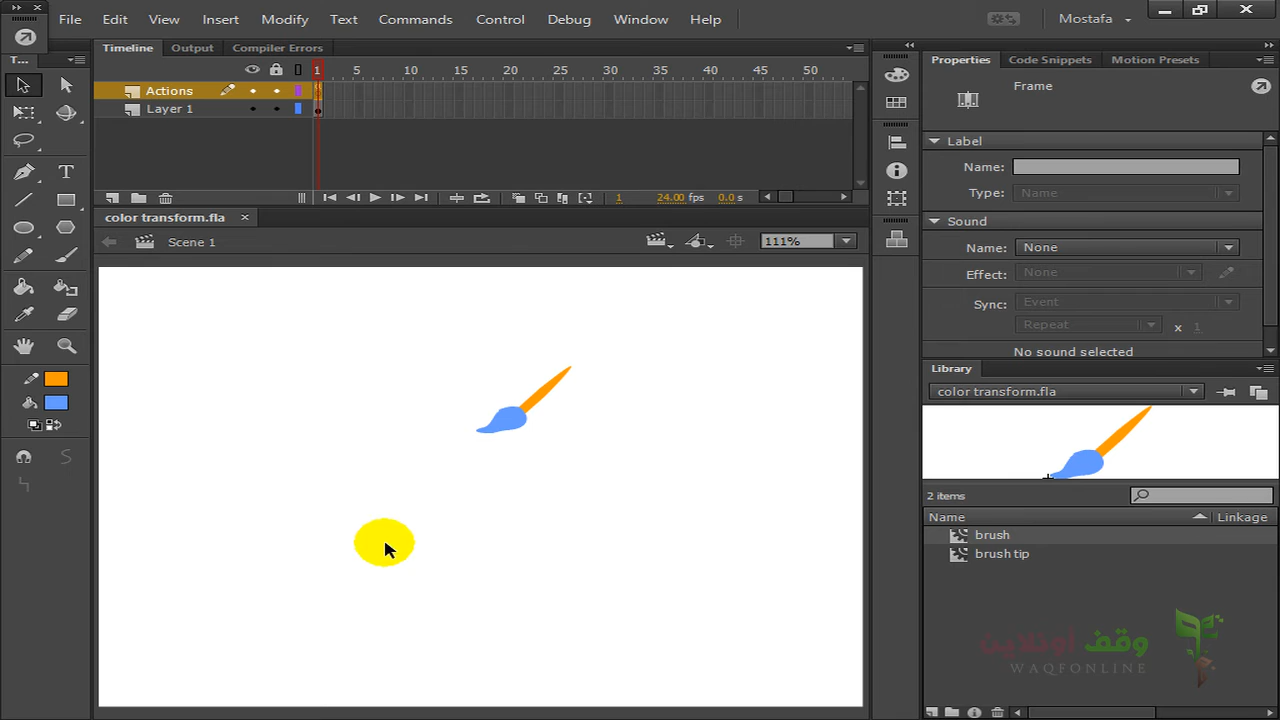 File Edit View Insert Modify Text Commands Control Debug Window Help
Mostafa
T...
Timeline Output Compiler Errors
1 5 10 15 20 25 30 35 40 45 50
Actions
Layer 1
1 24.00 fps 0.0 s
color transform.fla
Scene 1
111%
Properties Code Snippets Motion Presets
Frame
Label
Name:
Type: Name
Sound
Name: None
Effect: None
Sync: Event
Repeat x 1
No sound selected
Library
color transform.fla
2 items
Name Linkage
brush
brush tip
وقف أونلاين
WAQFONLINE